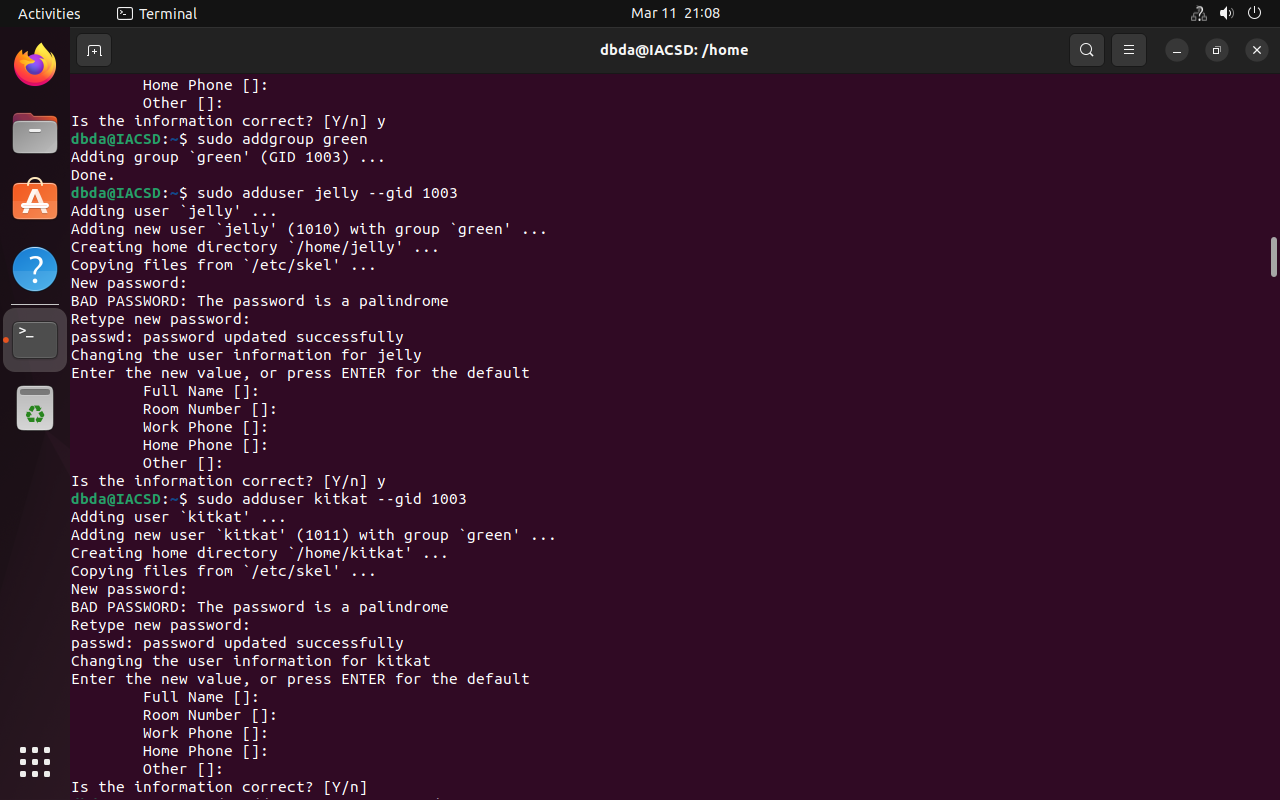 Activities
Terminal
Mar 11 21:08
dbda@IACSD: /home
        Home Phone []:
        Other []:
Is the information correct? [Y/n] y
dbda@IACSD:~$ sudo addgroup green
Adding group `green' (GID 1003) ...
Done.
dbda@IACSD:~$ sudo adduser jelly --gid 1003
Adding user `jelly' ...
Adding new user `jelly' (1010) with group `green' ...
Creating home directory `/home/jelly' ...
Copying files from `/etc/skel' ...
New password:
BAD PASSWORD: The password is a palindrome
Retype new password:
passwd: password updated successfully
Changing the user information for jelly
Enter the new value, or press ENTER for the default
        Full Name []:
        Room Number []:
        Work Phone []:
        Home Phone []:
        Other []:
Is the information correct? [Y/n] y
dbda@IACSD:~$ sudo adduser kitkat --gid 1003
Adding user `kitkat' ...
Adding new user `kitkat' (1011) with group `green' ...
Creating home directory `/home/kitkat' ...
Copying files from `/etc/skel' ...
New password:
BAD PASSWORD: The password is a palindrome
Retype new password:
passwd: password updated successfully
Changing the user information for kitkat
Enter the new value, or press ENTER for the default
        Full Name []:
        Room Number []:
        Work Phone []:
        Home Phone []:
        Other []:
Is the information correct? [Y/n]